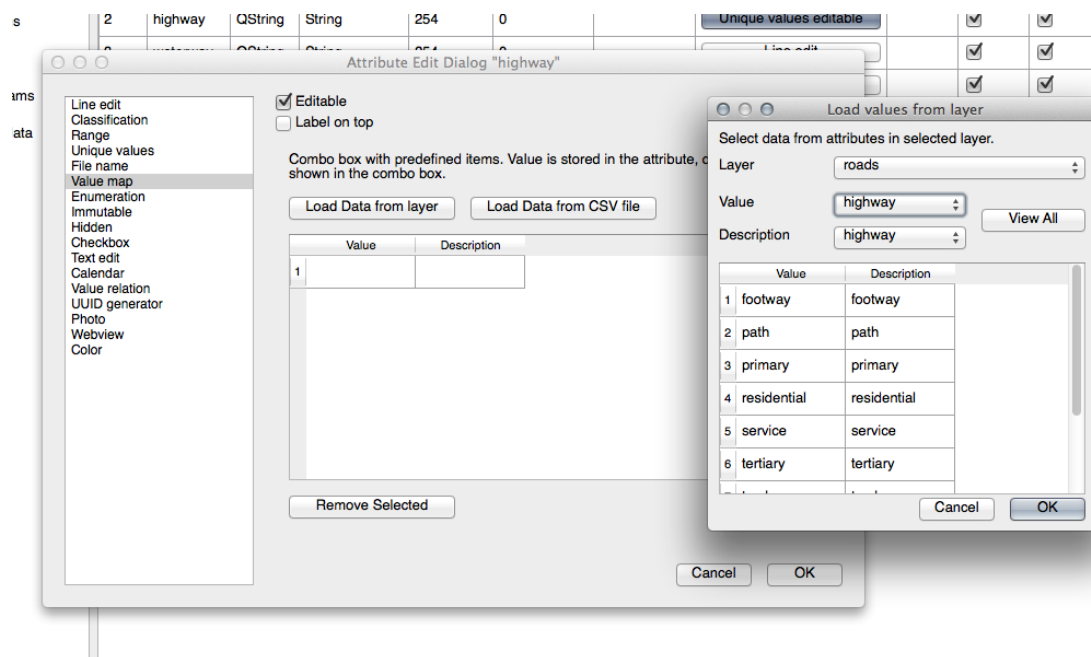 s
2 highway QString String 254 0 Unique values editable
Attribute Edit Dialog "highway"
ams
ata
Line edit
Classification
Range
Unique values
File name
Value map
Enumeration
Immutable
Hidden
Checkbox
Text edit
Calendar
Value relation
UUID generator
Photo
Webview
Color
Editable
Label on top
Combo box with predefined items. Value is stored in the attribute,
shown in the combo box.
Load Data from layer Load Data from CSV file
Value Description
1
Remove Selected
Cancel OK
Load values from layer
Select data from attributes in selected layer.
Layer roads
Value highway
View All
Description highway
Value Description
1 footway footway
2 path path
3 primary primary
4 residential residential
5 service service
6 tertiary tertiary
Cancel OK